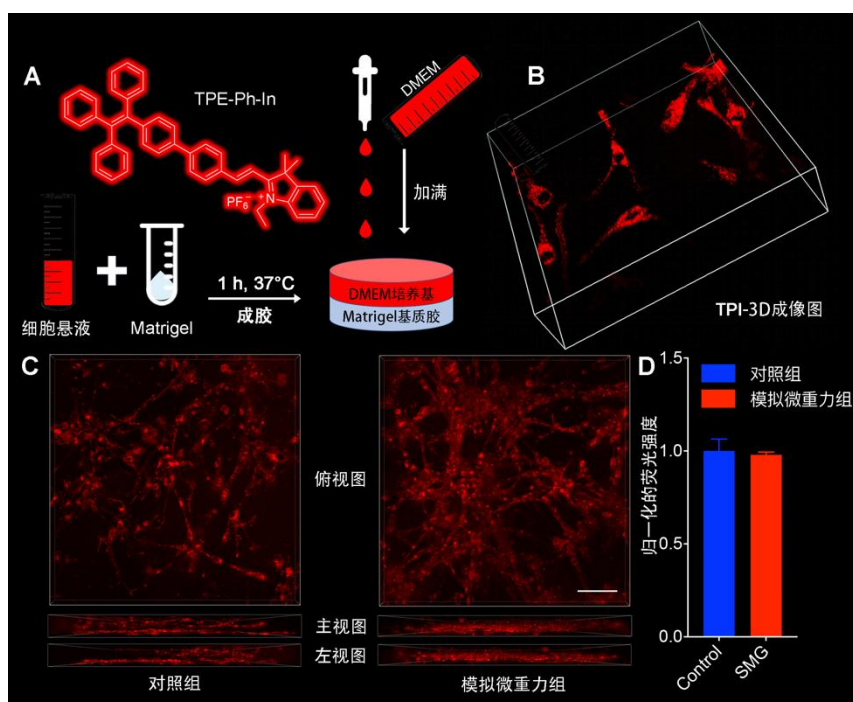 A
TPE-Ph-In
PF₆⁻
N⁺
DMEM
加满
细胞悬液
Matrigel
1 h, 37°C
成胶
DMEM培养基
Matrigel基质胶
B
TPI-3D成像图
C
俯视图
主视图
左视图
对照组
模拟微重力组
D
对照组
模拟微重力组
归一化的荧光强度
1.5
1.0
0.5
0.0
Control
SMG